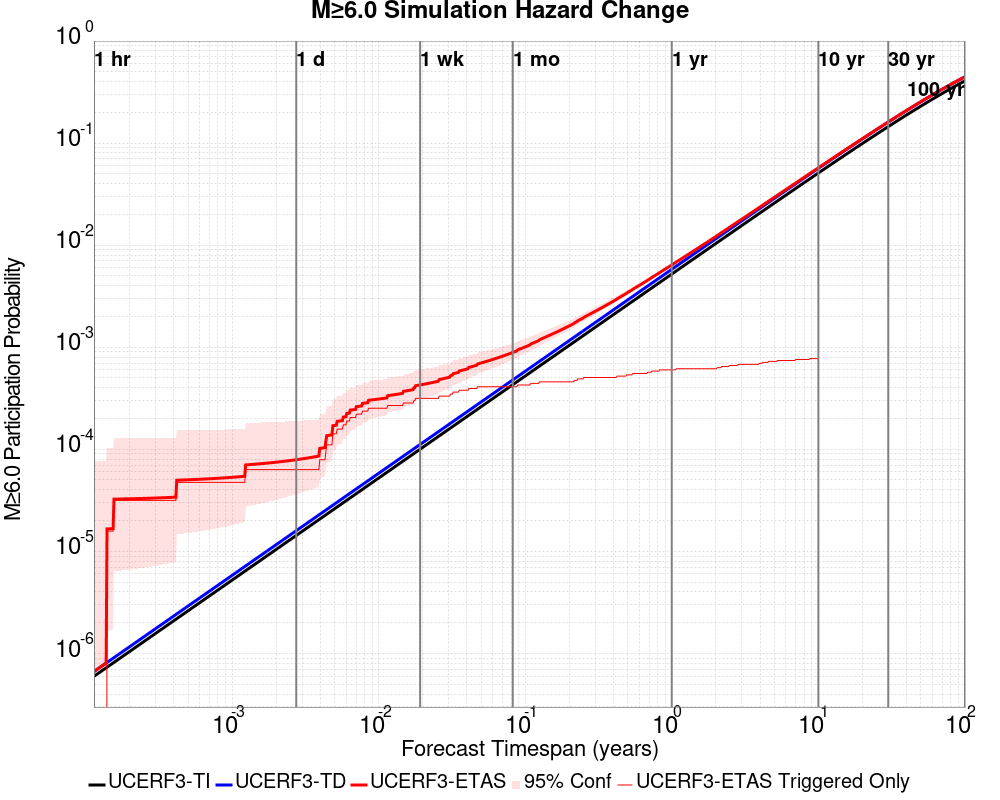 M≥6.0 Simulation Hazard Change
10^0
10^-1
10^-2
10^-3
10^-4
10^-5
10^-6
M≥6.0 Participation Probability
1 hr
1 d
1 wk
1 mo
1 yr
10 yr
30 yr
100 yr
10^-3
10^-2
10^-1
10^0
10^1
10^2
Forecast Timespan (years)
UCERF3-TI UCERF3-TD UCERF3-ETAS 95% Conf UCERF3-ETAS Triggered Only